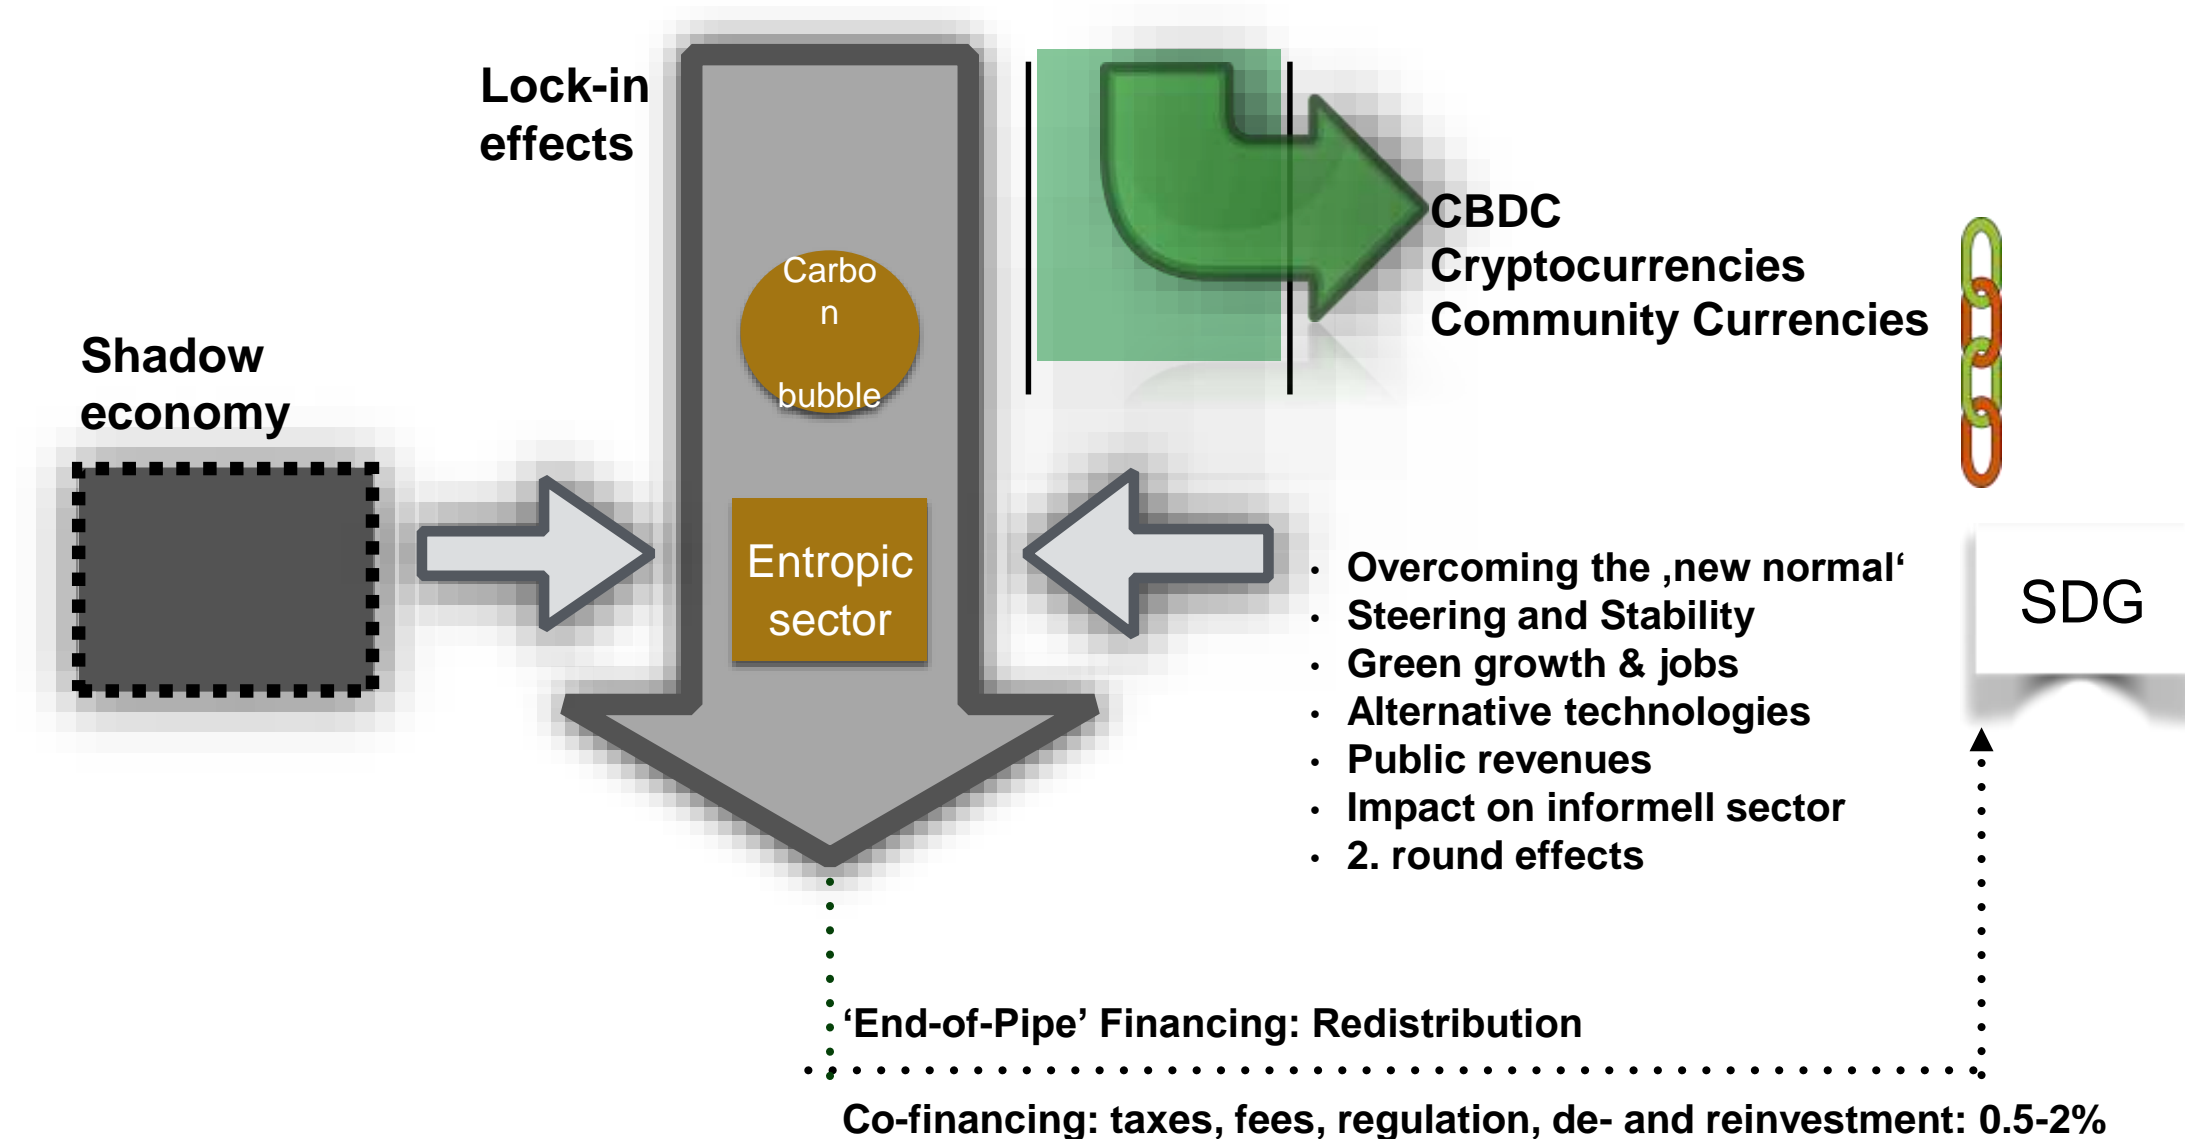 Lock-in
effects
Carbo
n
bubble
Entropic
sector
Shadow
economy
CBDC
Cryptocurrencies
Community Currencies
· Overcoming the ‚new normal‘
· Steering and Stability
· Green growth & jobs
· Alternative technologies
· Public revenues
· Impact on informell sector
· 2. round effects
SDG
‘End-of-Pipe’ Financing: Redistribution
Co-financing: taxes, fees, regulation, de- and reinvestment: 0.5-2%